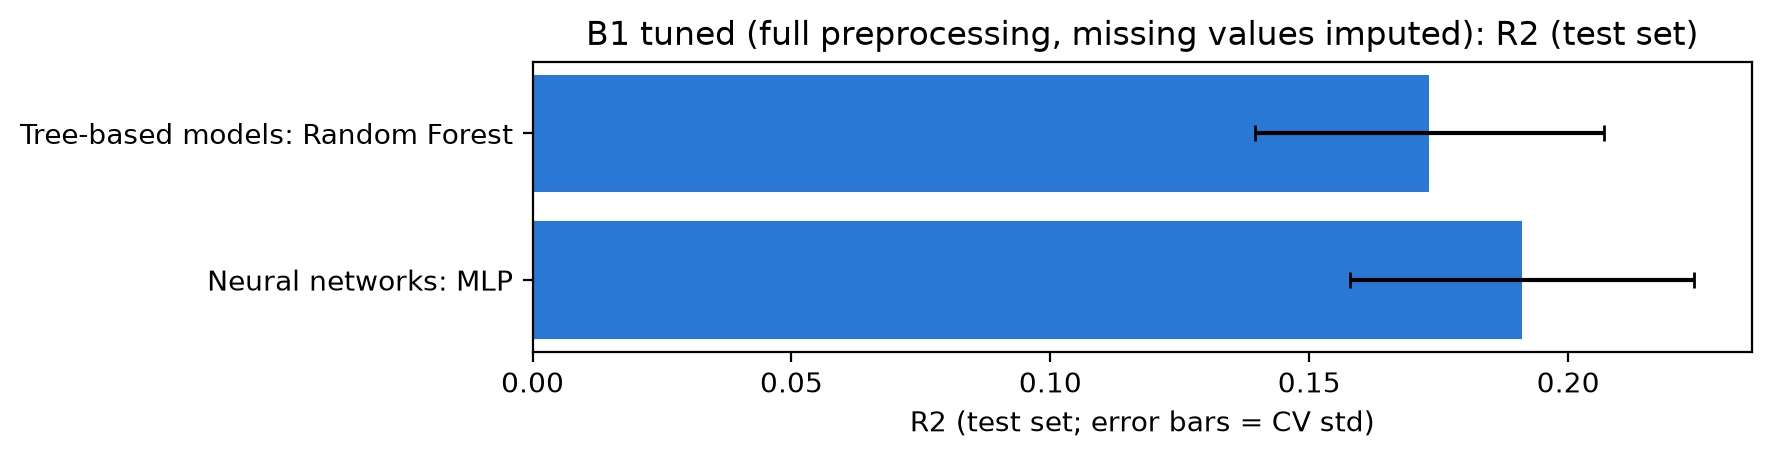 B1 tuned (full preprocessing, missing values imputed): R2 (test set)
Tree-based models: Random Forest
Neural networks: MLP
0.00 0.05 0.10 0.15 0.20
R2 (test set; error bars = CV std)